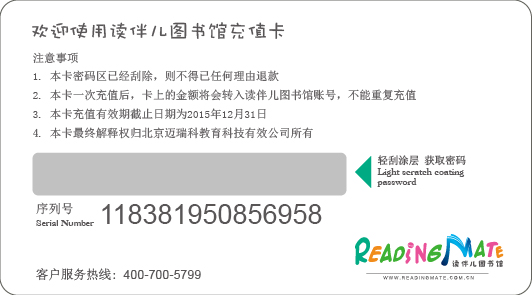 欢迎使用读伴儿图书馆充值卡
注意事项
1. 本卡密码区已经刮除，则不得已任何理由退款
2. 本卡一次充值后，卡上的金额将会转入读伴儿图书馆账号，不能重复充值
3. 本卡充值有效期截止日期为2015年12月31日
4. 本卡最终解释权归北京迈瑞科教育科技有效公司所有
轻刮涂层 获取密码
Light scratch coating
password
序列号
Serial Number 118381950856958
READiNGMATE
读伴儿图书馆
WWW.READINGMATE.COM.CN
客户服务热线：400-700-5799